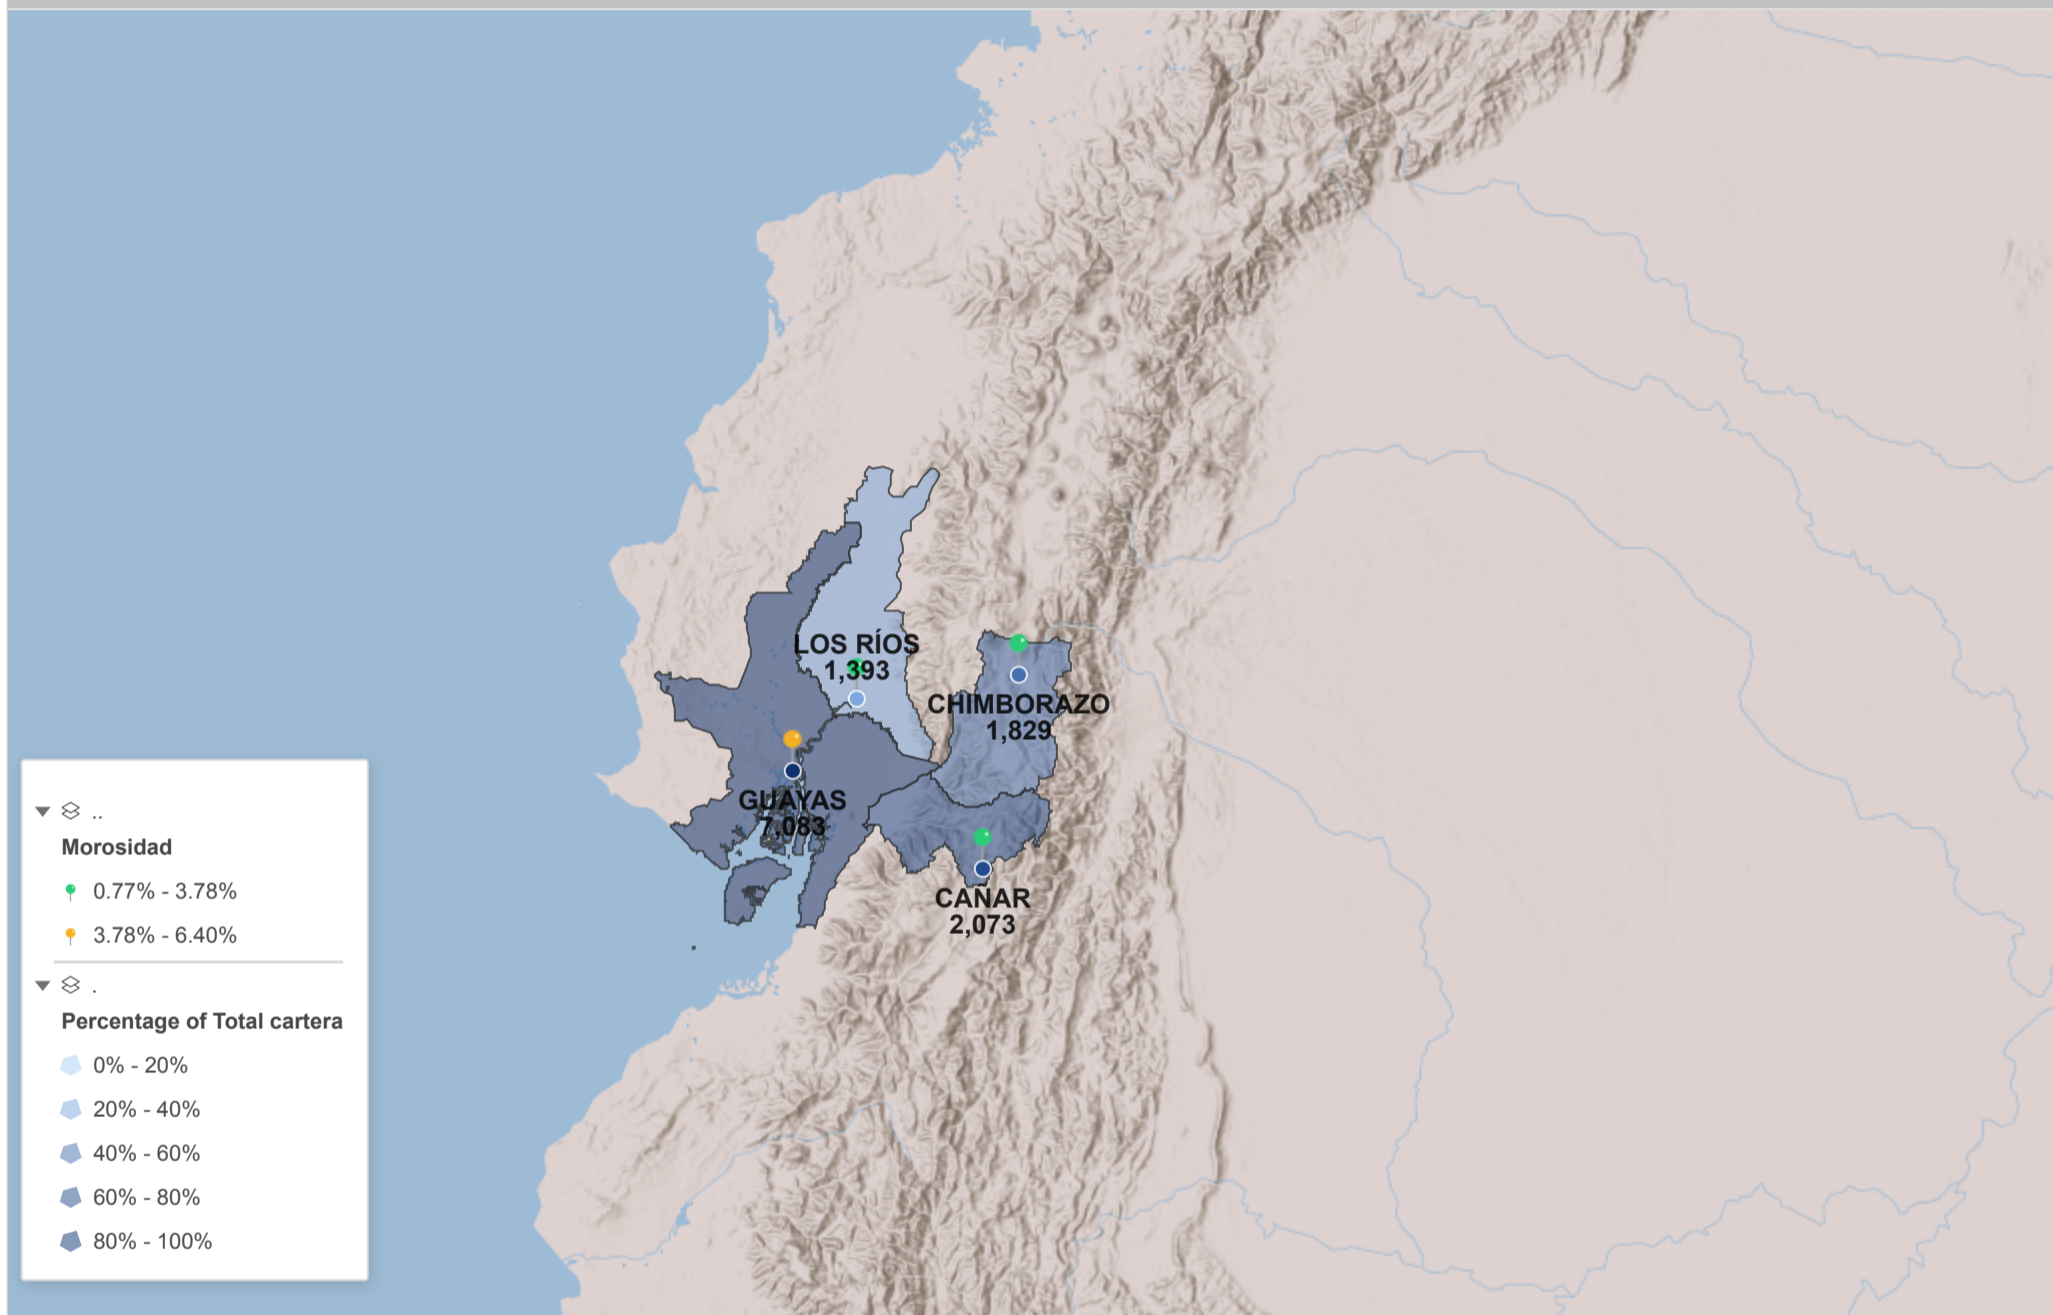 LOS RÍOS
1,393
CHIMBORAZO
1,829
GUAYAS
7,083
CAÑAR
2,073
..
Morosidad
0.77% - 3.78%
3.78% - 6.40%
.
Percentage of Total cartera
0% - 20%
20% - 40%
40% - 60%
60% - 80%
80% - 100%